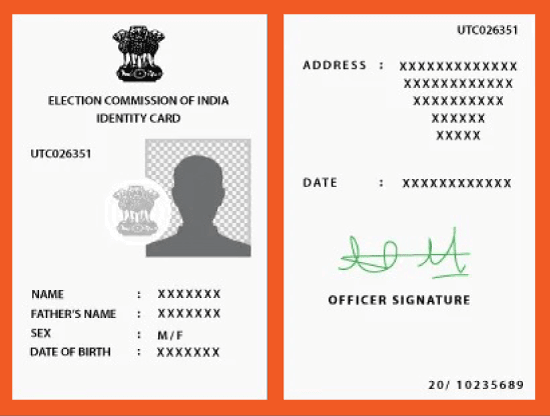 ELECTION COMMISSION OF INDIA
IDENTITY CARD
UTC026351
NAME : XXXXXXX
FATHER'S NAME : XXXXXXX
SEX : M/F
DATE OF BIRTH : XXXXXXX
UTC026351
ADDRESS : XXXXXXXXXXXXX
XXXXXXXXXXXX
XXXXXXXXXX
XXXXXX
XXXXX
DATE : XXXXXXXXXXXX
OFFICER SIGNATURE
20/ 10235689